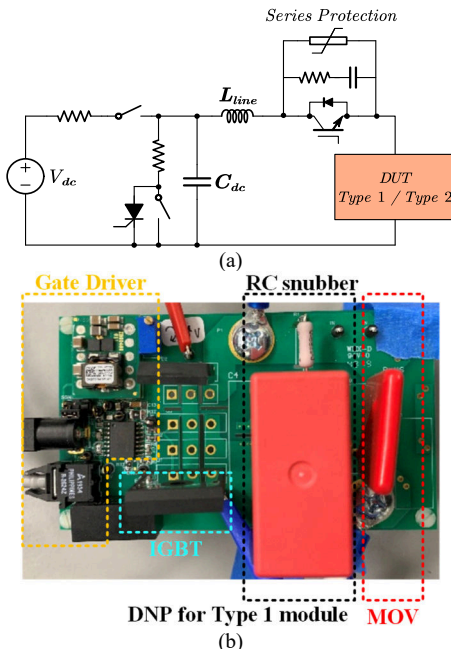 Series Protection
L_line
V_dc
C_dc
DUT
Type 1 / Type 2
(a)
Gate Driver
RC snubber
C4
IGBT
DNP for Type 1 module
MOV
(b)